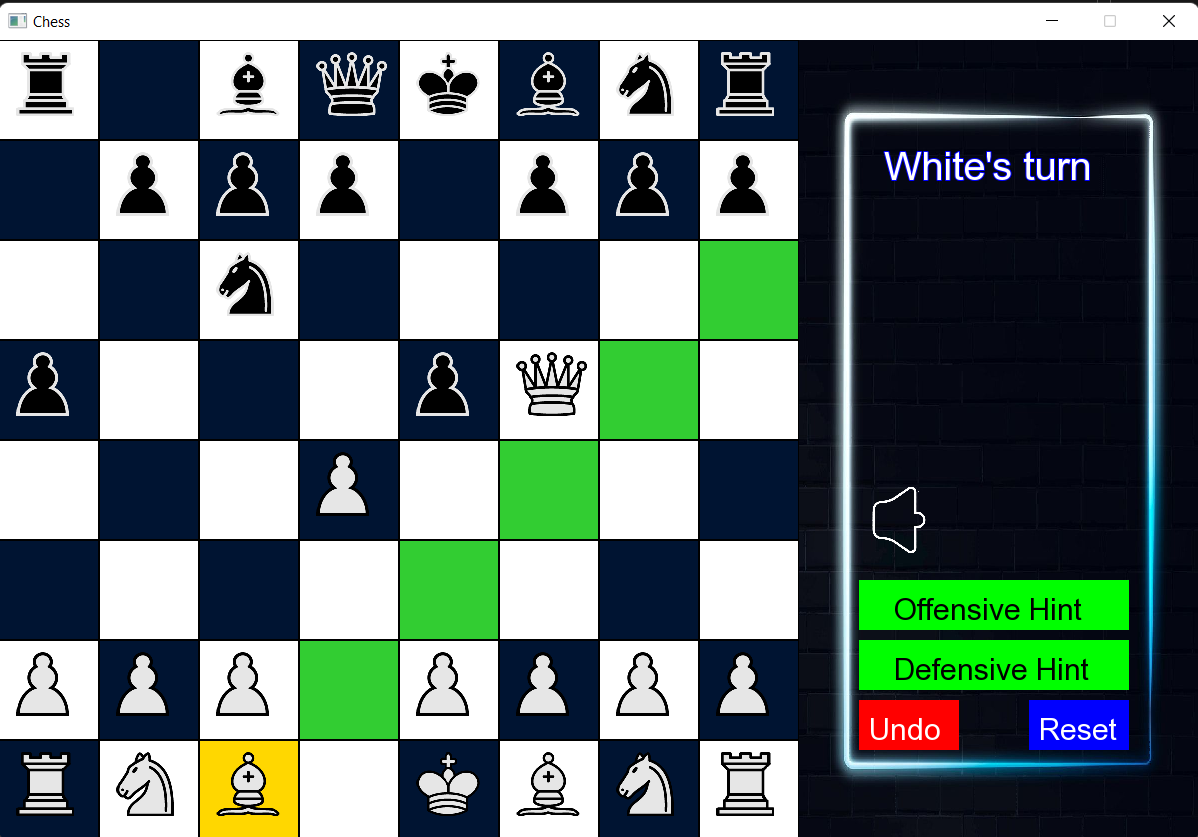 Chess
White's turn
Offensive Hint
Defensive Hint
Undo
Reset